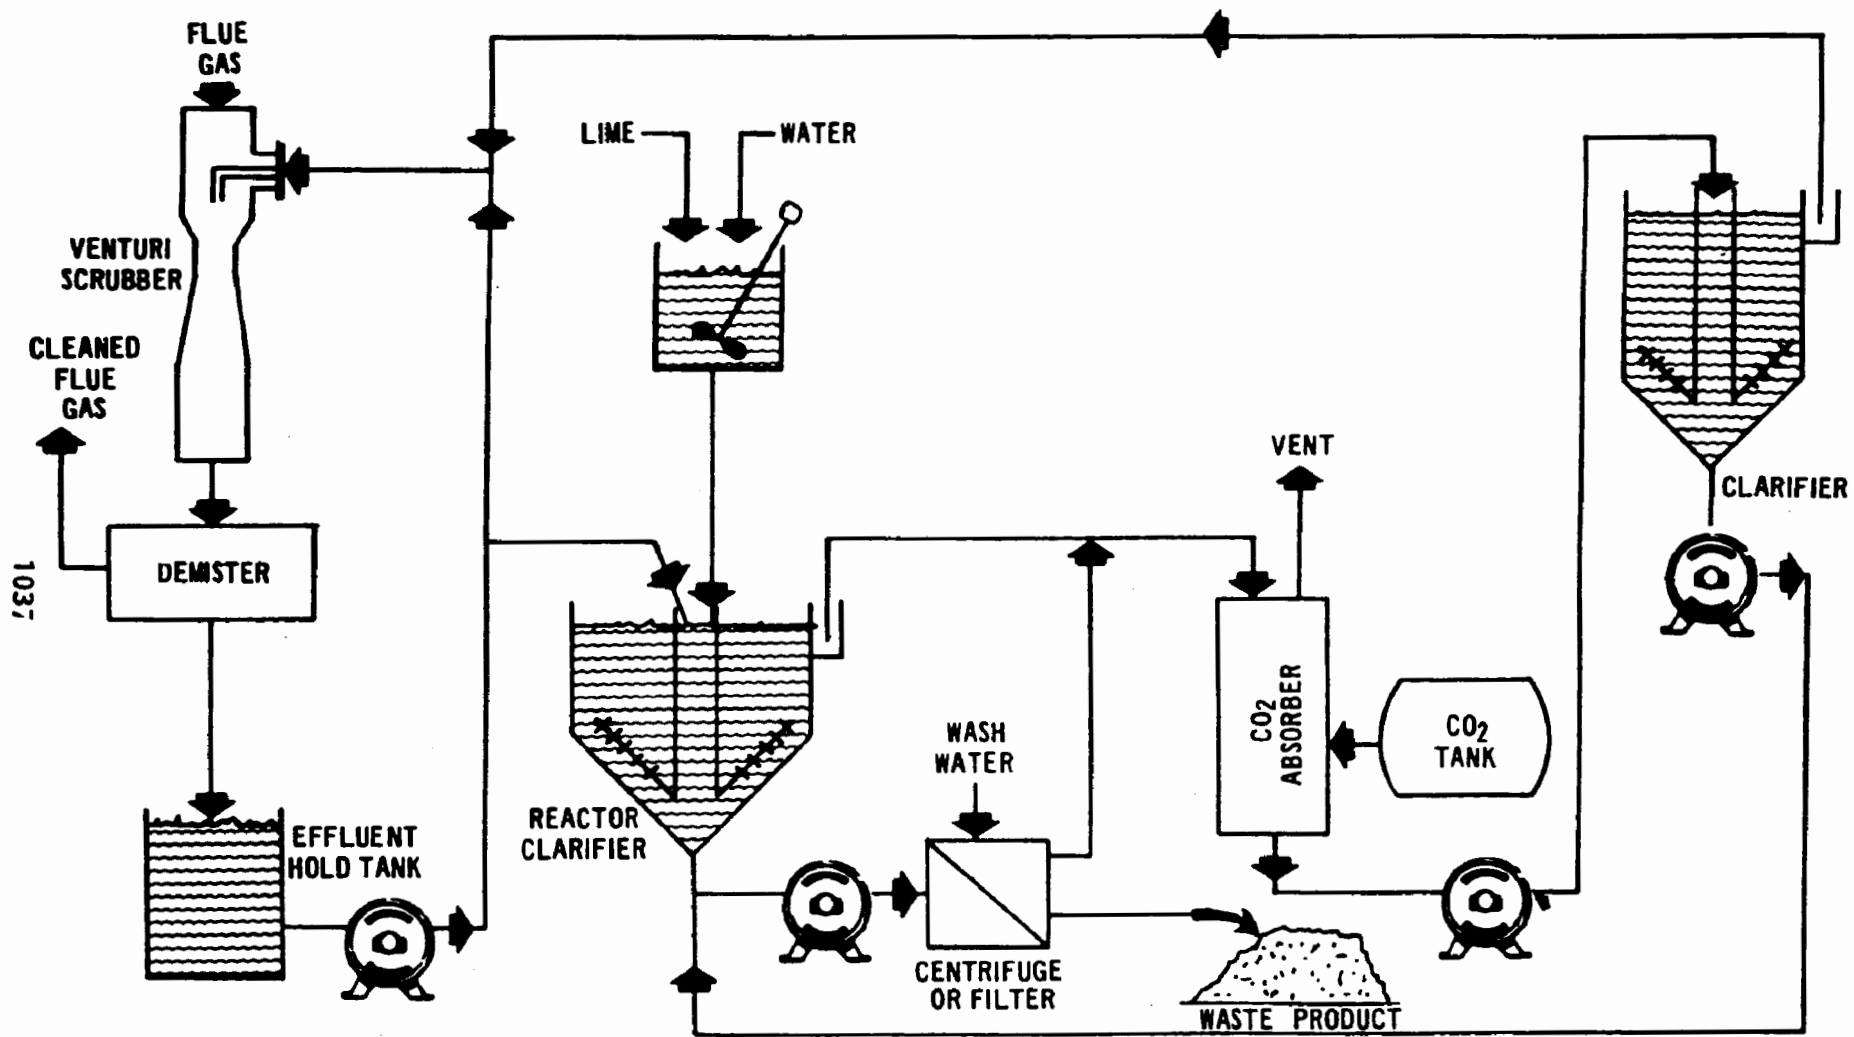 FLUE
GAS
LIME
WATER
VENTURI
SCRUBBER
CLEANED
FLUE
GAS
VENT
CLARIFIER
DEMISTER
1037
CO2
ABSORBER
CO2
TANK
WASH
WATER
REACTOR
CLARIFIER
EFFLUENT
HOLD TANK
CENTRIFUGE
OR FILTER
WASTE PRODUCT